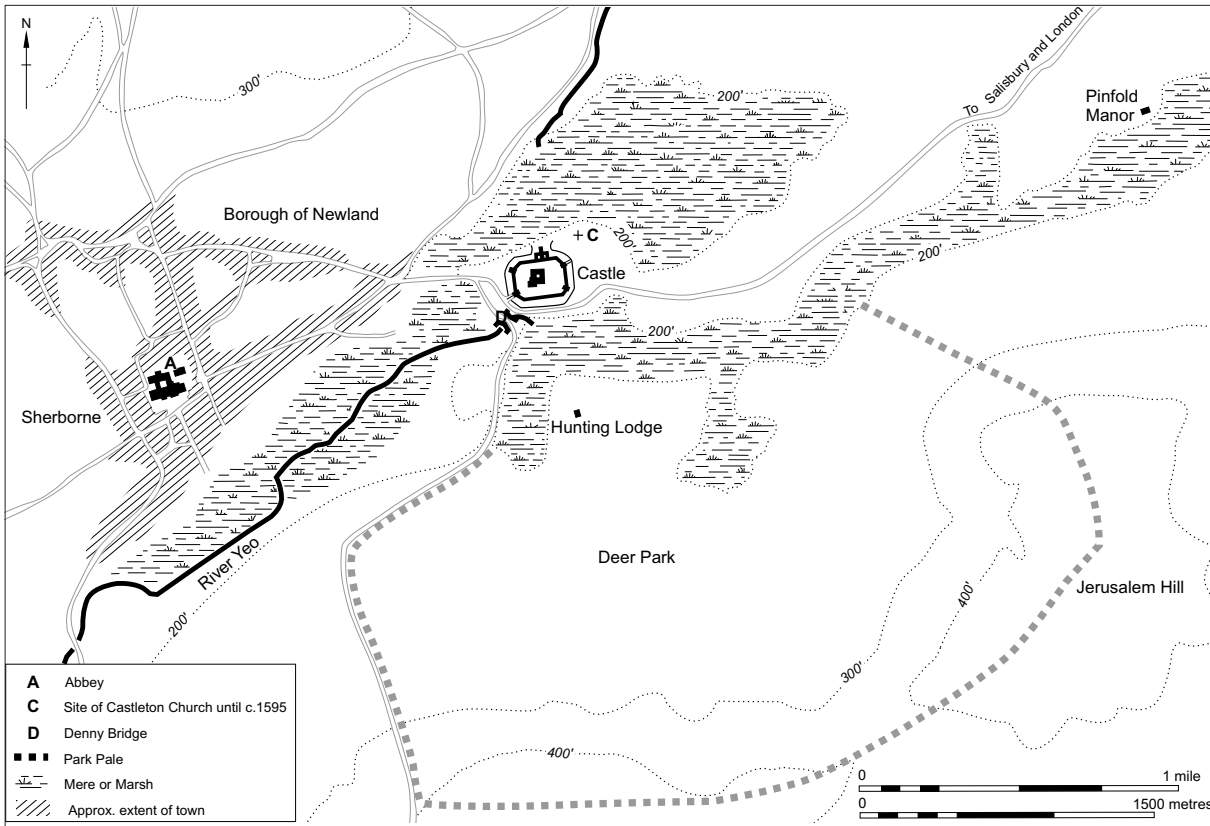 N
300'
200'
To Salisbury and London
Pinfold
Manor
Borough of Newland
C
200'
Castle
200'
200'
D
A
Sherborne
Hunting Lodge
River Yeo
Deer Park
Jerusalem Hill
400'
200'
300'
400'
A Abbey
C Site of Castleton Church until c.1595
D Denny Bridge
Park Pale
Mere or Marsh
Approx. extent of town
0 1 mile
0 1500 metres